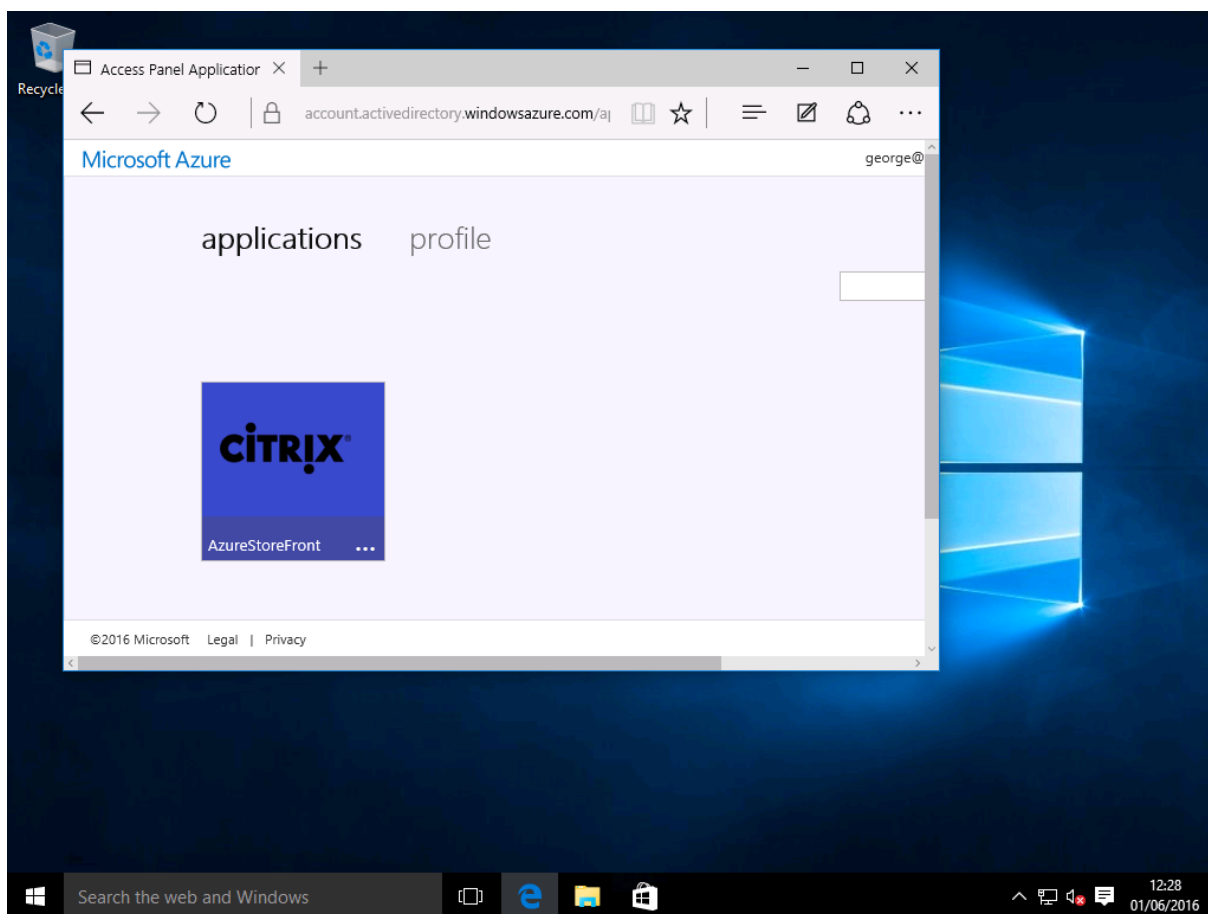 Recycle
Access Panel Application
account.activedirectory.windowsazure.com/a
Microsoft Azure
george@
applications profile
CITRIX®
AzureStoreFront ...
©2016 Microsoft Legal | Privacy
Search the web and Windows
12:28
01/06/2016